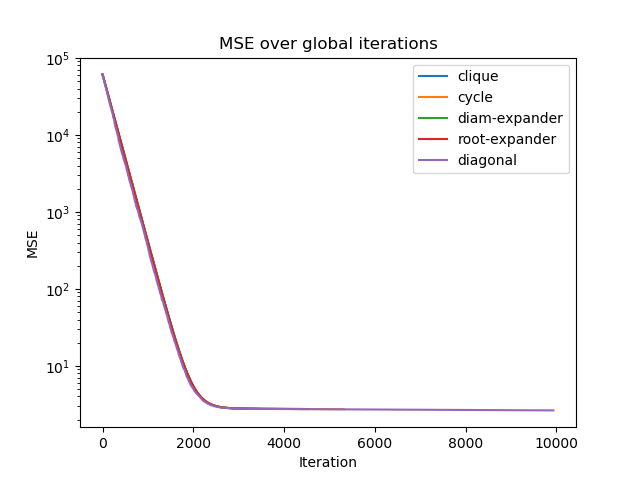 MSE over global iterations
10^5
10^4
10^3
10^2
10^1
MSE
clique
cycle
diam-expander
root-expander
diagonal
0 2000 4000 6000 8000 10000
Iteration